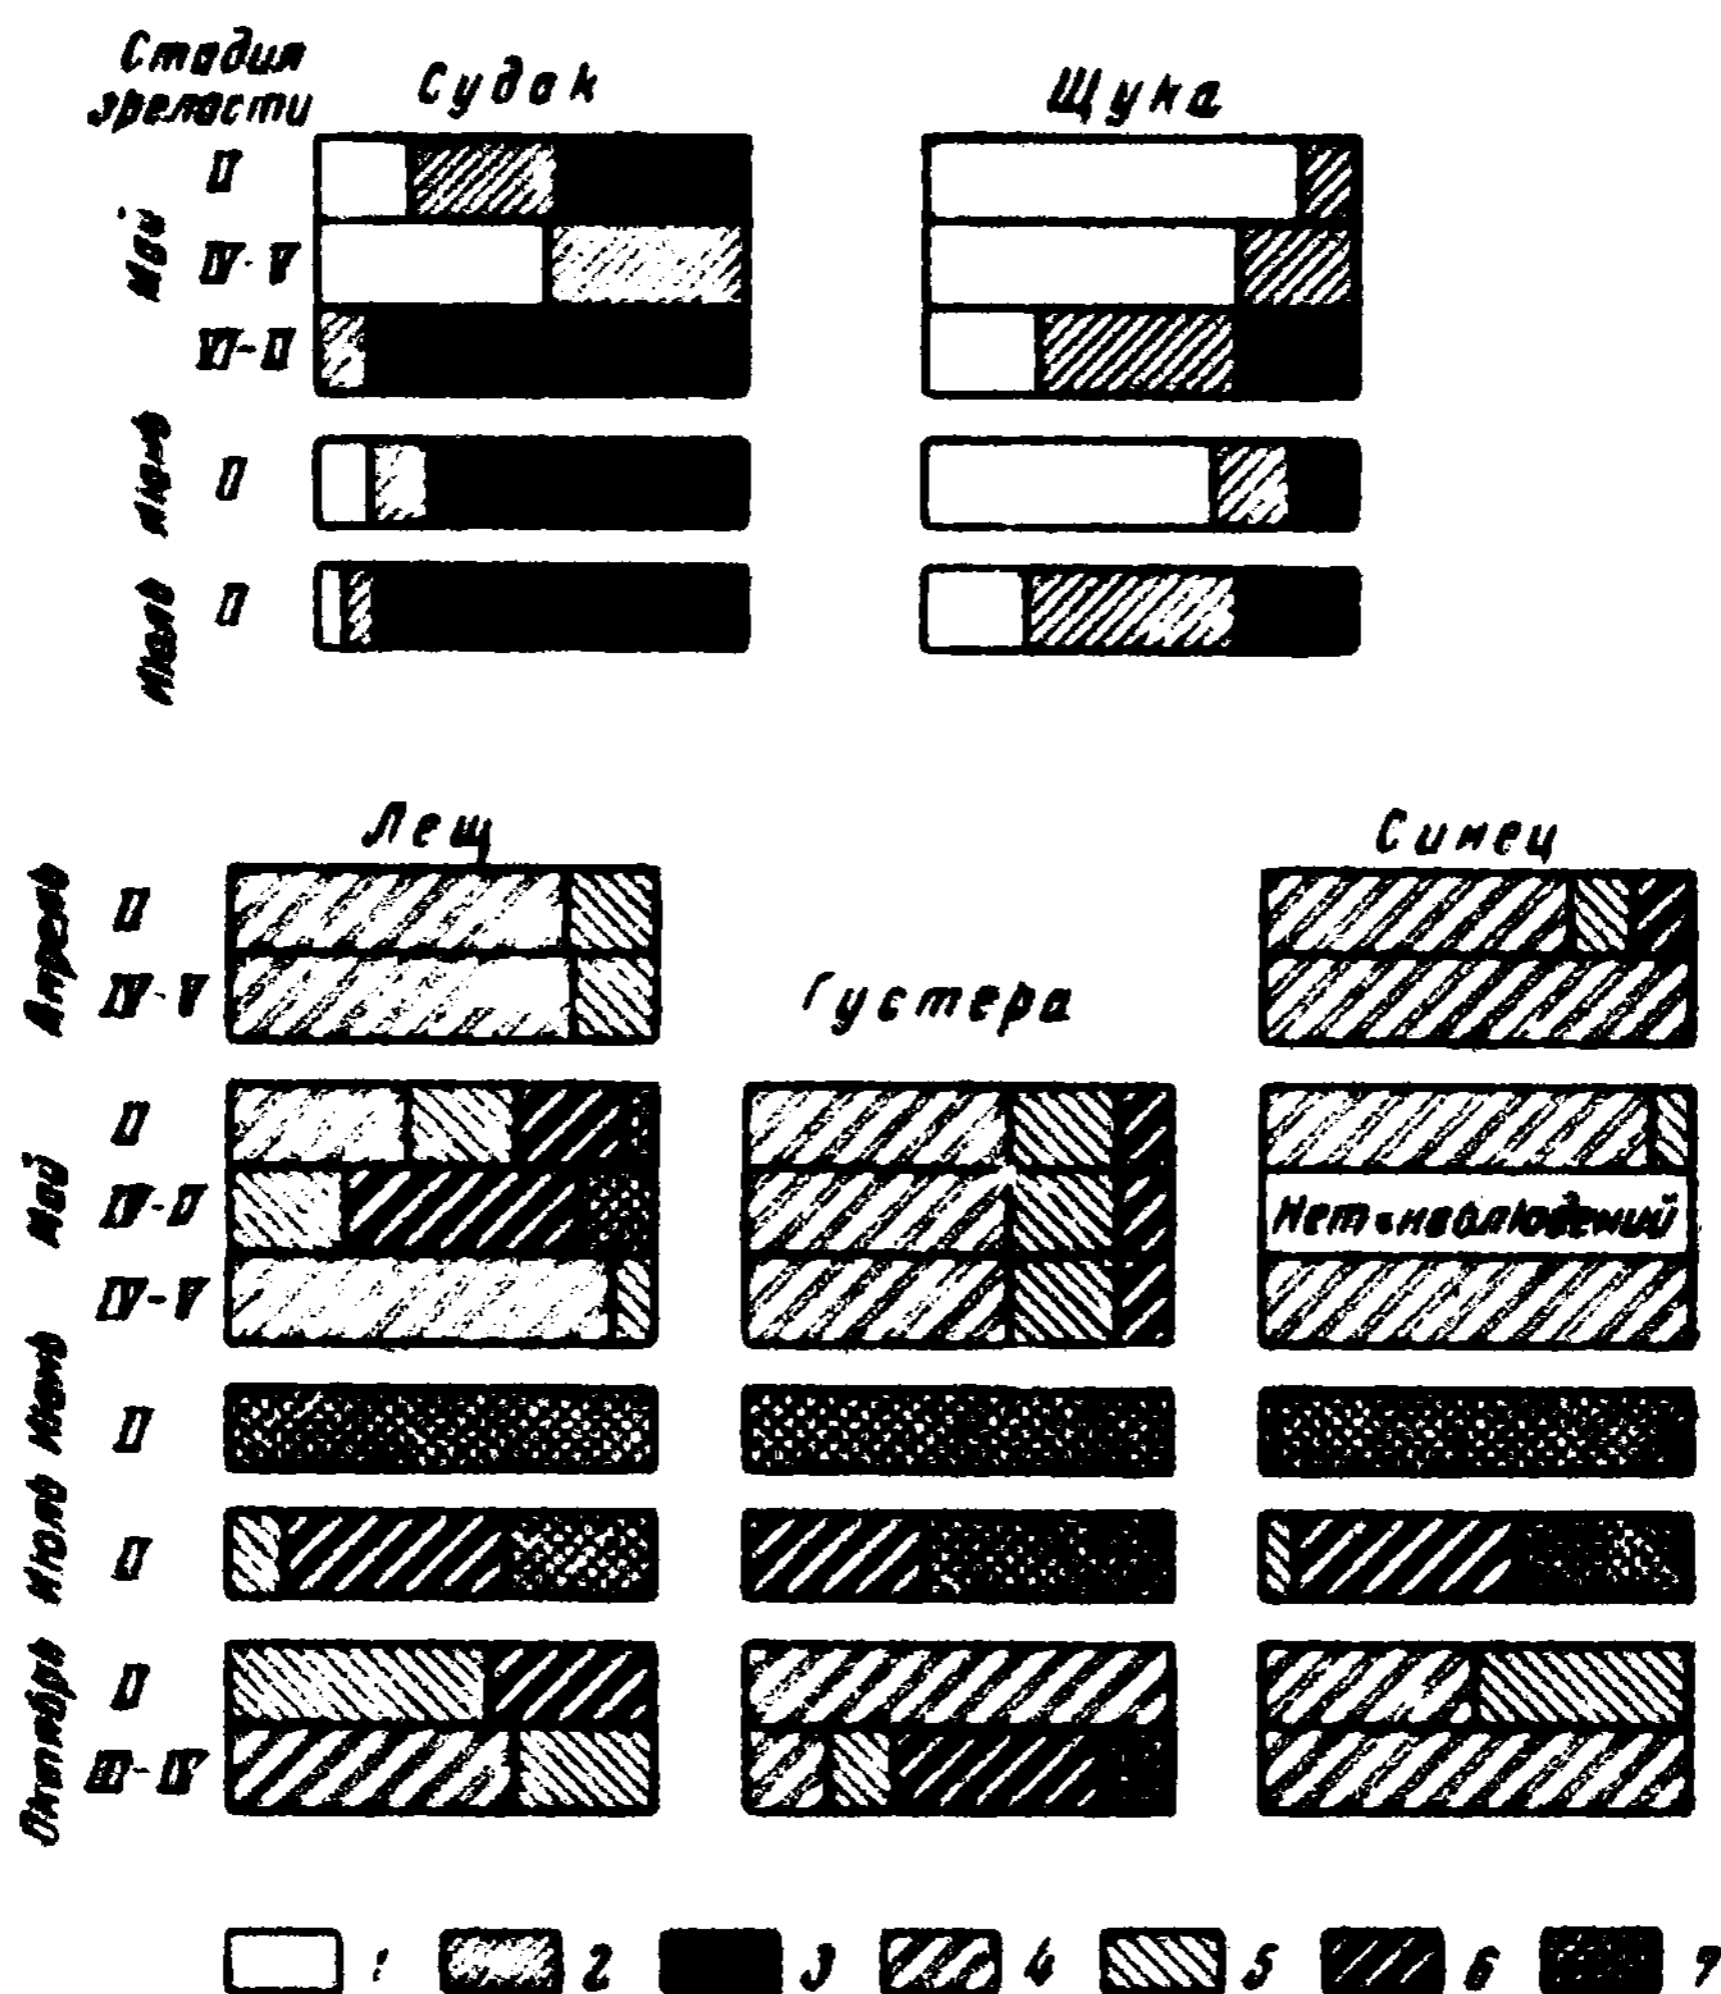 Стадия
зрелости
Судак
Щука
Май
II
IV-V
VI-II
Июнь
II
Июль
II
Лещ
Синец
Апрель
II
IV-V
Густера
Май
II
IV-II
IV-V
Нет наблюдений
Июнь
II
Июль
II
Октябрь
II
III-IV
1 2 3 4 5 6 7